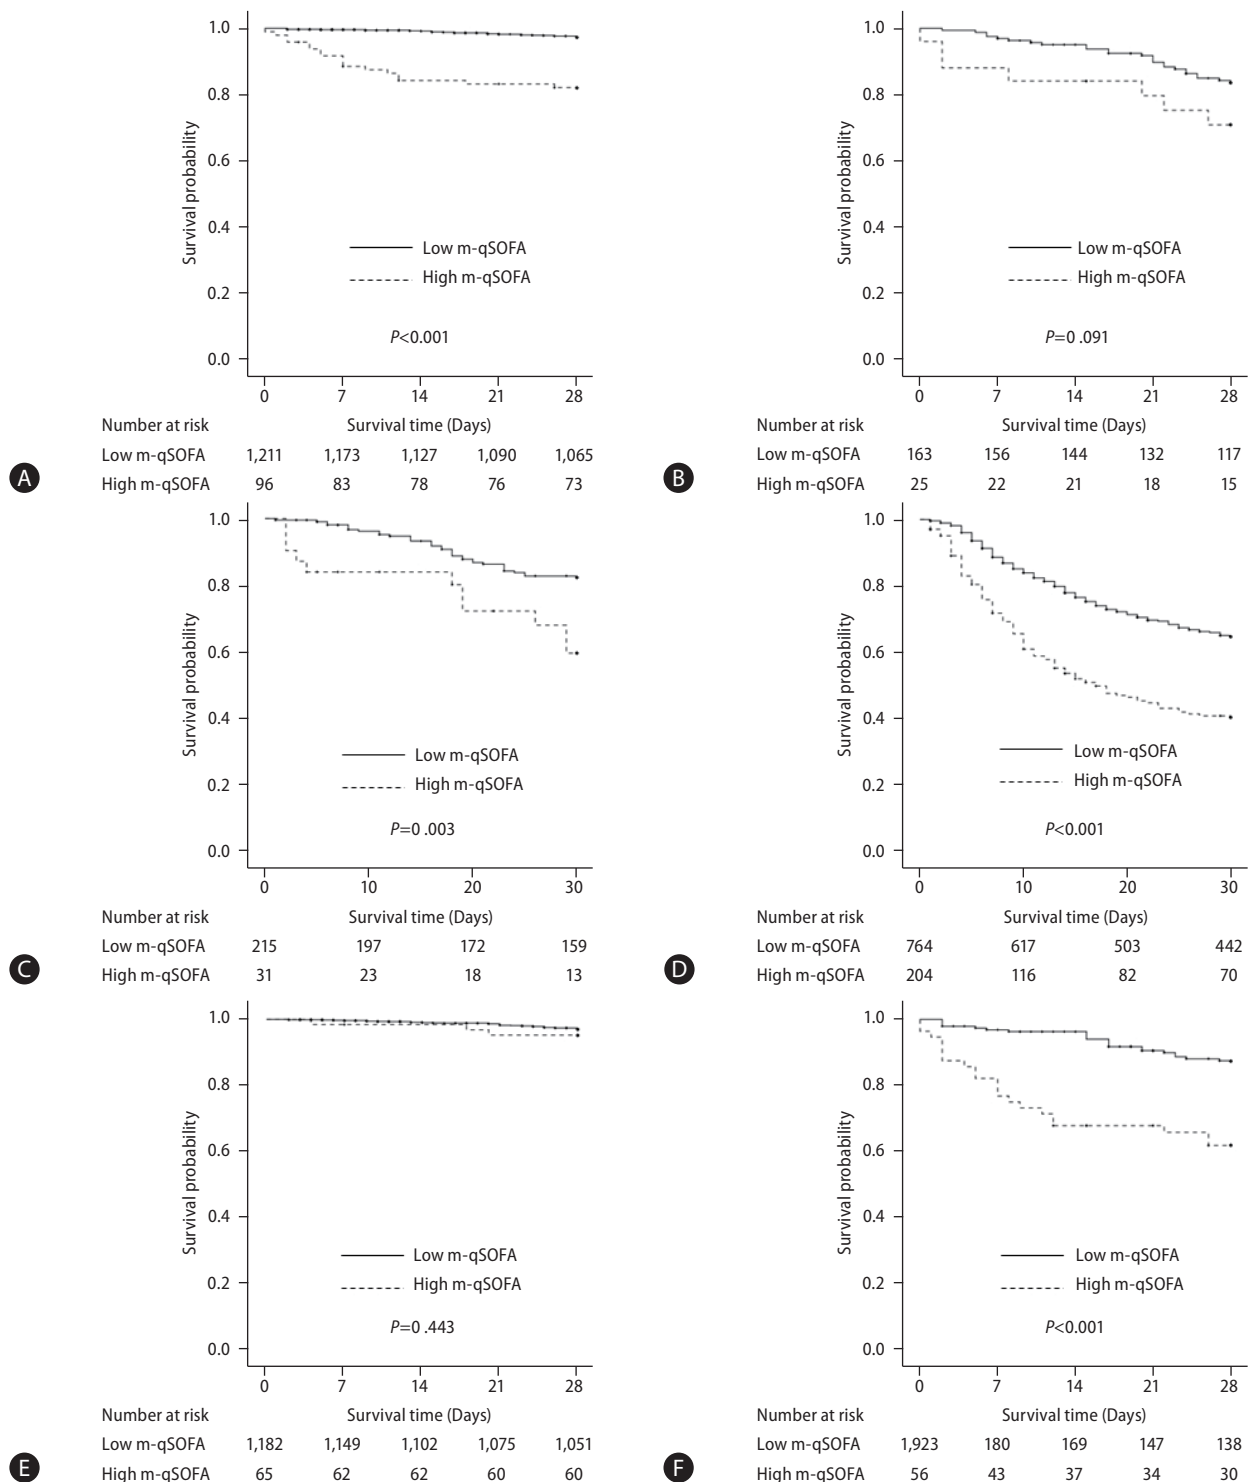 1.0
0.8
0.6
0.4
0.2
0.0
Survival probability
Low m-qSOFA
High m-qSOFA
P<0.001
0 7 14 21 28
Number at risk Survival time (Days)
Low m-qSOFA 1,211 1,173 1,127 1,090 1,065
High m-qSOFA 96 83 78 76 73
A
1.0
0.8
0.6
0.4
0.2
0.0
Survival probability
Low m-qSOFA
High m-qSOFA
P=0 .091
0 7 14 21 28
Number at risk Survival time (Days)
Low m-qSOFA 163 156 144 132 117
High m-qSOFA 25 22 21 18 15
B
1.0
0.8
0.6
0.4
0.2
0.0
Survival probability
Low m-qSOFA
High m-qSOFA
P=0 .003
0 10 20 30
Number at risk Survival time (Days)
Low m-qSOFA 215 197 172 159
High m-qSOFA 31 23 18 13
C
1.0
0.8
0.6
0.4
0.2
0.0
Survival probability
Low m-qSOFA
High m-qSOFA
P<0.001
0 10 20 30
Number at risk Survival time (Days)
Low m-qSOFA 764 617 503 442
High m-qSOFA 204 116 82 70
D
1.0
0.8
0.6
0.4
0.2
0.0
Survival probability
Low m-qSOFA
High m-qSOFA
P=0 .443
0 7 14 21 28
Number at risk Survival time (Days)
Low m-qSOFA 1,182 1,149 1,102 1,075 1,051
High m-qSOFA 65 62 62 60 60
E
1.0
0.8
0.6
0.4
0.2
0.0
Survival probability
Low m-qSOFA
High m-qSOFA
P<0.001
0 7 14 21 28
Number at risk Survival time (Days)
Low m-qSOFA 1,923 180 169 147 138
High m-qSOFA 56 43 37 34 30
F